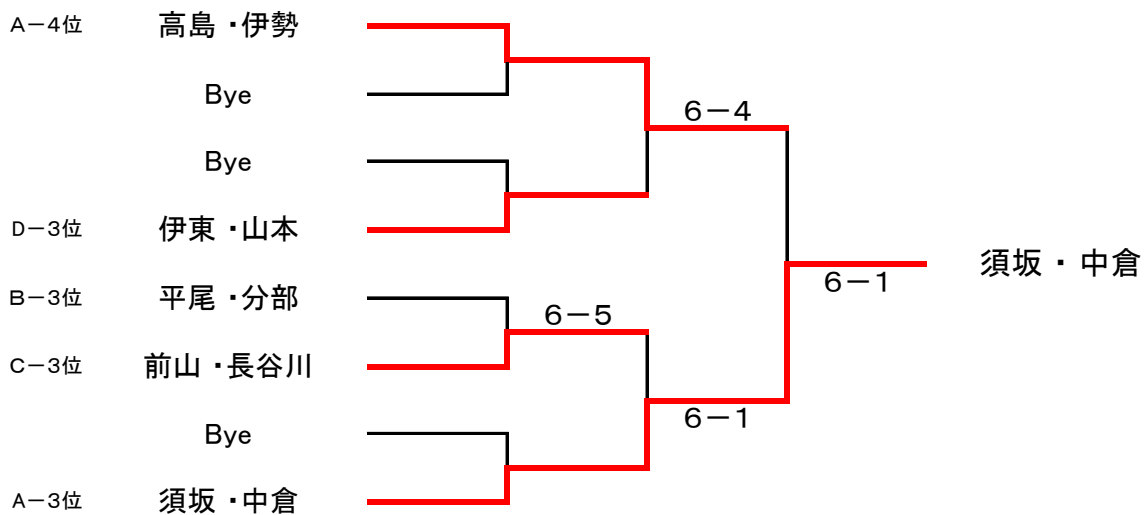 A－4位 高島・伊勢
Bye
6－4
Bye
D－3位 伊東・山本
須坂・中倉
6－1
B－3位 平尾・分部
6－5
C－3位 前山・長谷川
6－1
Bye
A－3位 須坂・中倉